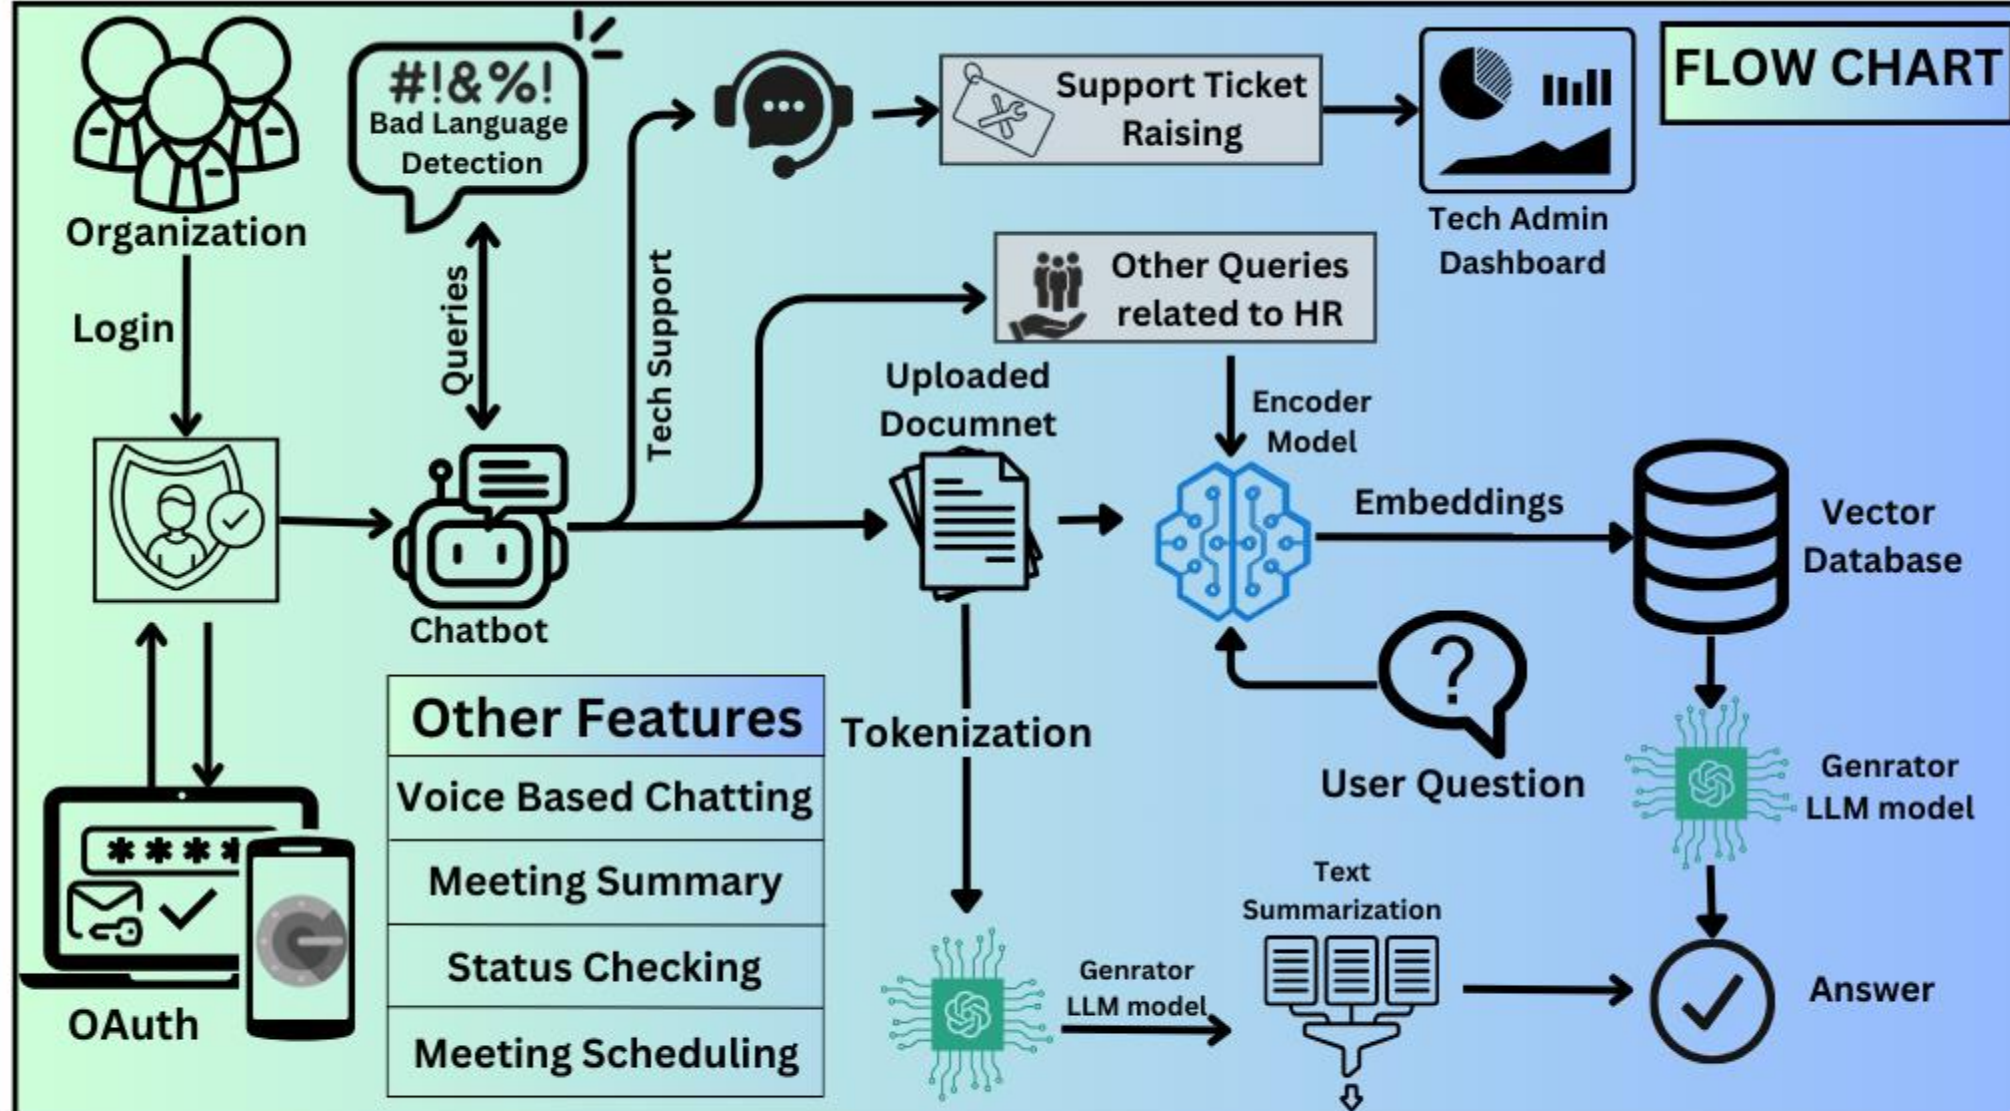 FLOW CHART
#!&%!
Bad Language
Detection
Support Ticket
Raising
Organization
Tech Admin
Dashboard
Login
Queries
Tech Support
Other Queries
related to HR
Uploaded
Documnet
Encoder
Model
Embeddings
Vector
Database
Chatbot
Other Features
Voice Based Chatting
Meeting Summary
Status Checking
Meeting Scheduling
Tokenization
?
User Question
Genrator
LLM model
****
OAuth
Text
Summarization
Genrator
LLM model
Answer